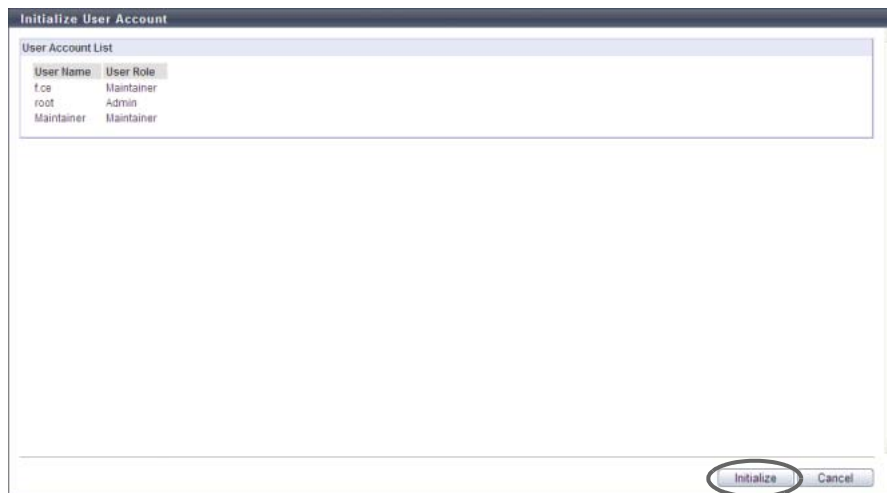 Initialize User Account
User Account List
User Name User Role
f.ce Maintainer
root Admin
Maintainer Maintainer
Initialize Cancel